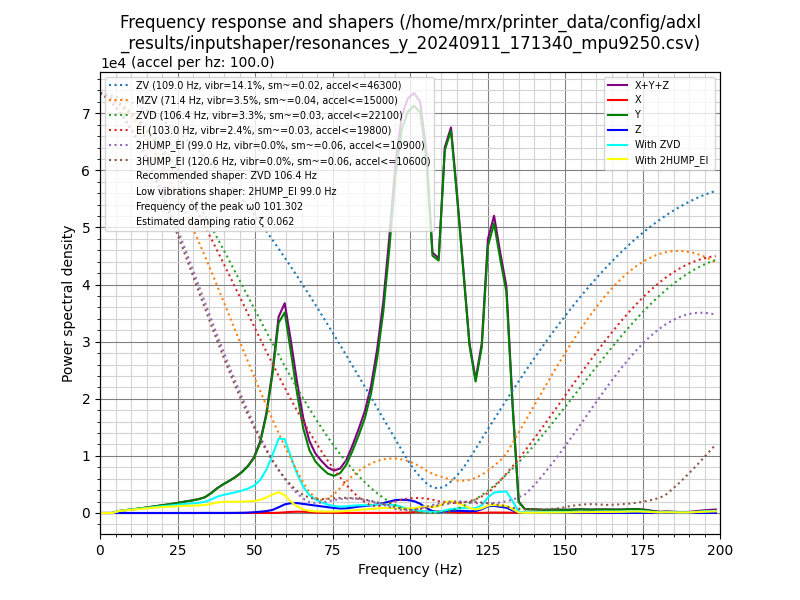 Frequency response and shapers (/home/mrx/printer_data/config/adxl
_results/inputshaper/resonances_y_20240911_171340_mpu9250.csv)
1e4 (accel per hz: 100.0)
ZV (109.0 Hz, vibr=14.1%, sm~=0.02, accel<=46300)
MZV (71.4 Hz, vibr=3.5%, sm~=0.04, accel<=15000)
ZVD (106.4 Hz, vibr=3.3%, sm~=0.03, accel<=22100)
EI (103.0 Hz, vibr=2.4%, sm~=0.03, accel<=19800)
2HUMP_EI (99.0 Hz, vibr=0.0%, sm~=0.06, accel<=10900)
3HUMP_EI (120.6 Hz, vibr=0.0%, sm~=0.06, accel<=10600)
Recommended shaper: ZVD 106.4 Hz
Low vibrations shaper: 2HUMP_EI 99.0 Hz
Frequency of the peak ω0 101.302
Estimated damping ratio ζ 0.062
X+Y+Z
X
Y
Z
With ZVD
With 2HUMP_EI
Power spectral density
7
6
5
4
3
2
1
0
0 25 50 75 100 125 150 175 200
Frequency (Hz)